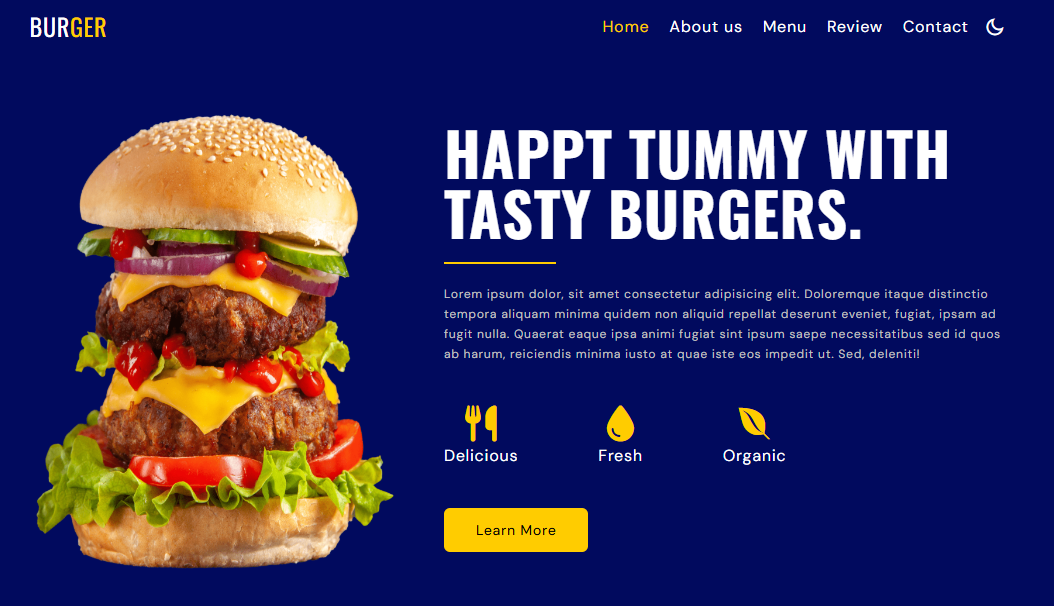 BURGER
Home About us Menu Review Contact
HAPPT TUMMY WITH
TASTY BURGERS.
Lorem ipsum dolor, sit amet consectetur adipisicing elit. Doloremque itaque distinctio
tempora aliquam minima quidem non aliquid repellat deserunt eveniet, fugiat, ipsam ad
fugit nulla. Quaerat eaque ipsa animi fugiat sint ipsum saepe necessitatibus sed id quos
ab harum, reiciendis minima iusto at quae iste eos impedit ut. Sed, deleniti!
Delicious Fresh Organic
Learn More